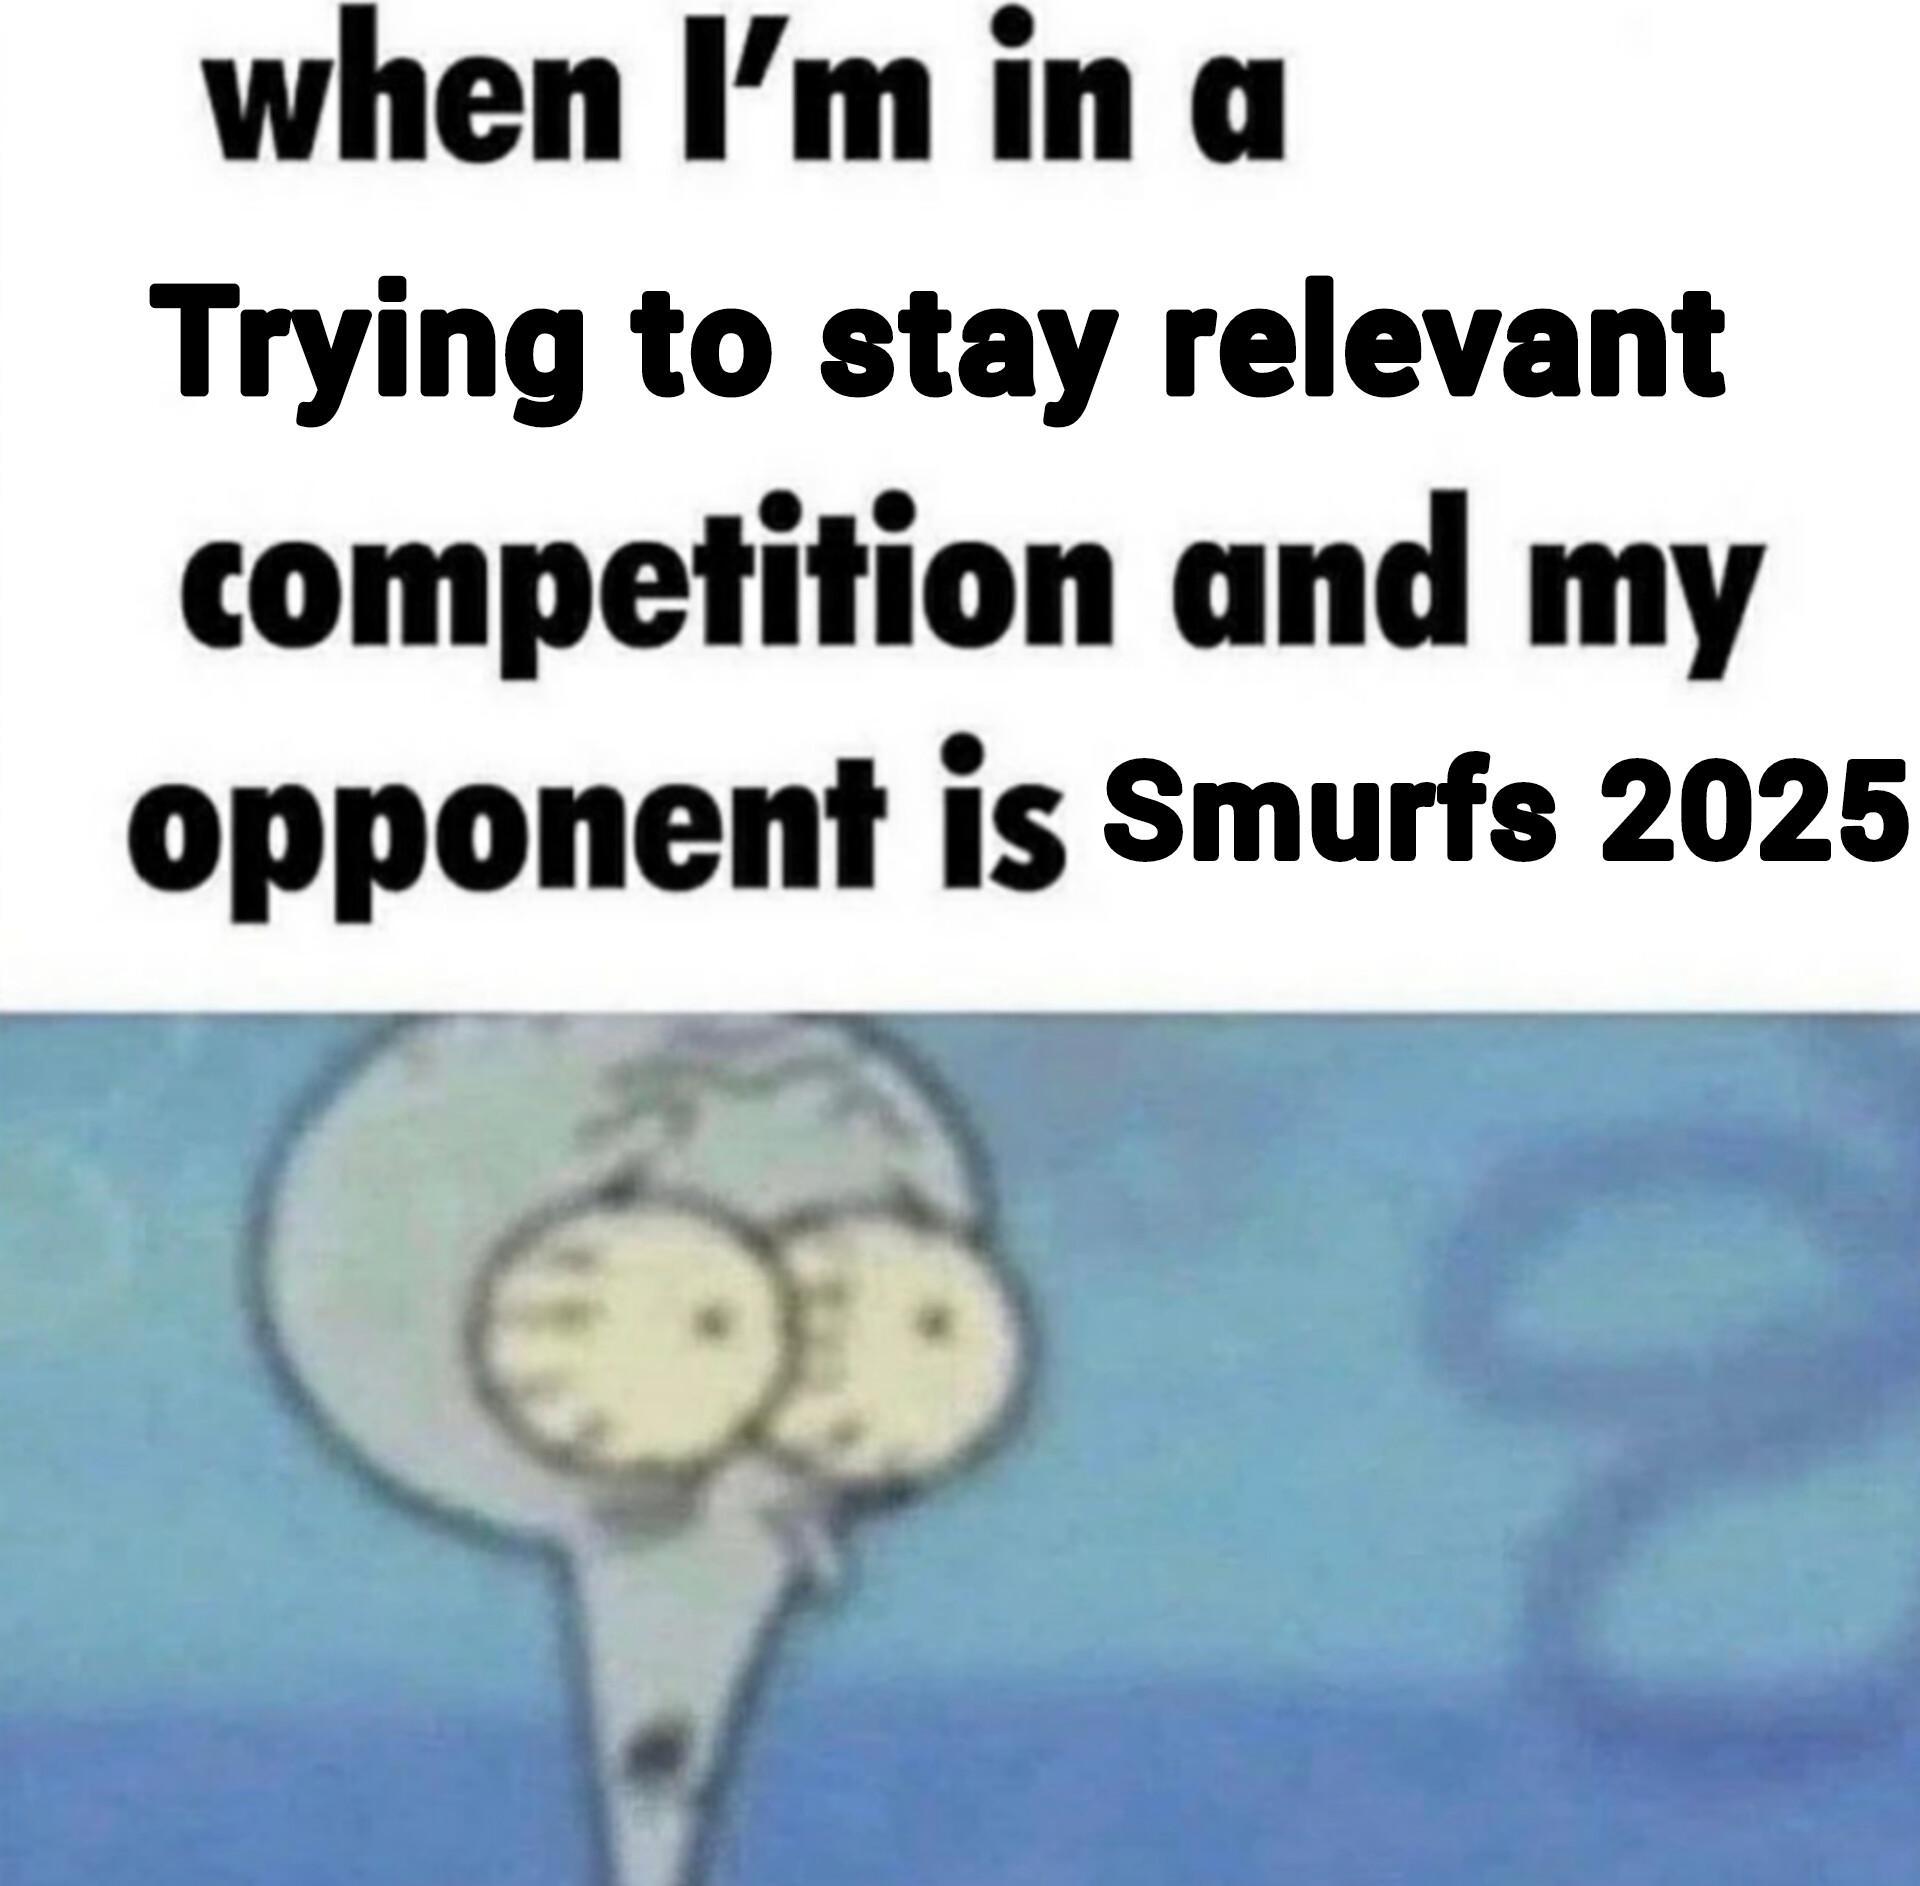 when I'm in a
Trying to stay relevant
competition and my
opponent is Smurfs 2025